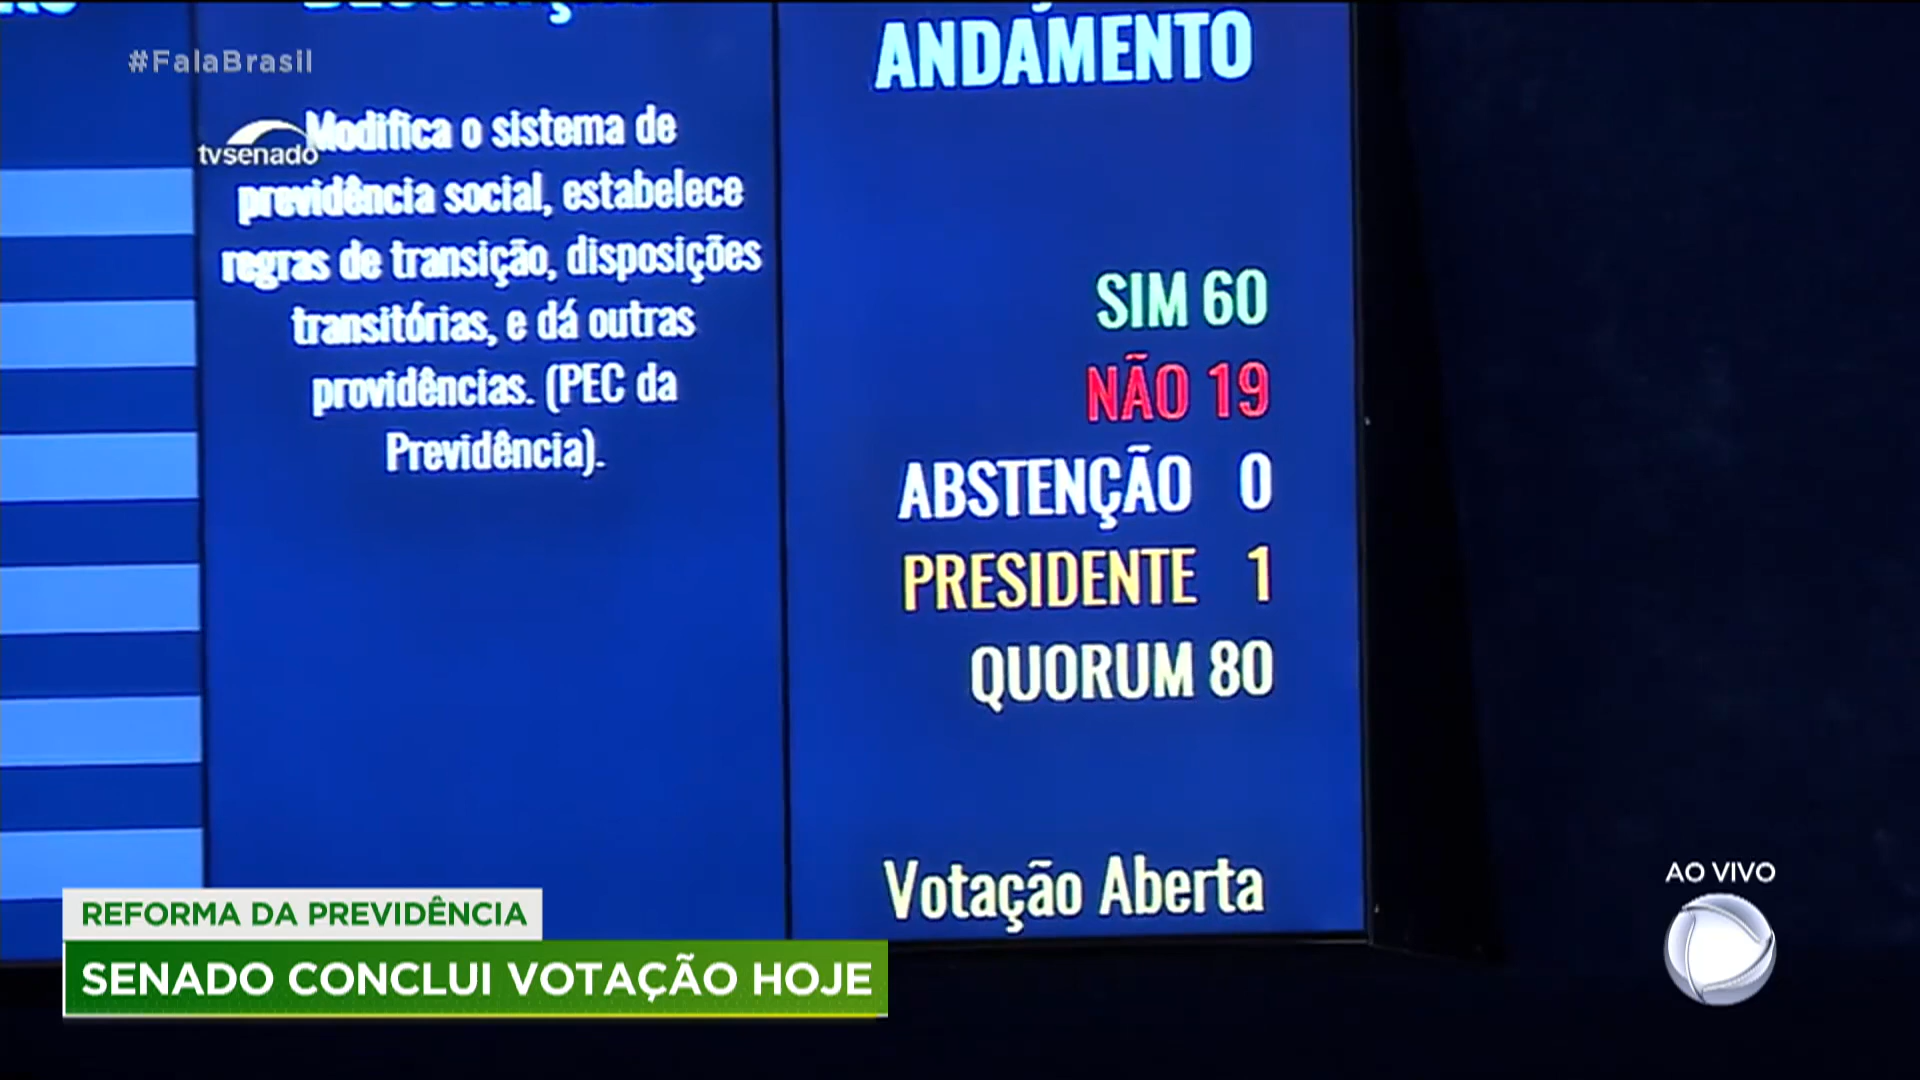 #FalaBrasil
ANDAMENTO
tvsenado
Modifica o sistema de
previdência social, estabelece
regras de transição, disposições
transitórias, e dá outras
providências. (PEC da
Previdência).
SIM 60
NÃO 19
ABSTENÇÃO 0
PRESIDENTE 1
QUORUM 80
Votação Aberta
AO VIVO
REFORMA DA PREVIDÊNCIA
SENADO CONCLUI VOTAÇÃO HOJE